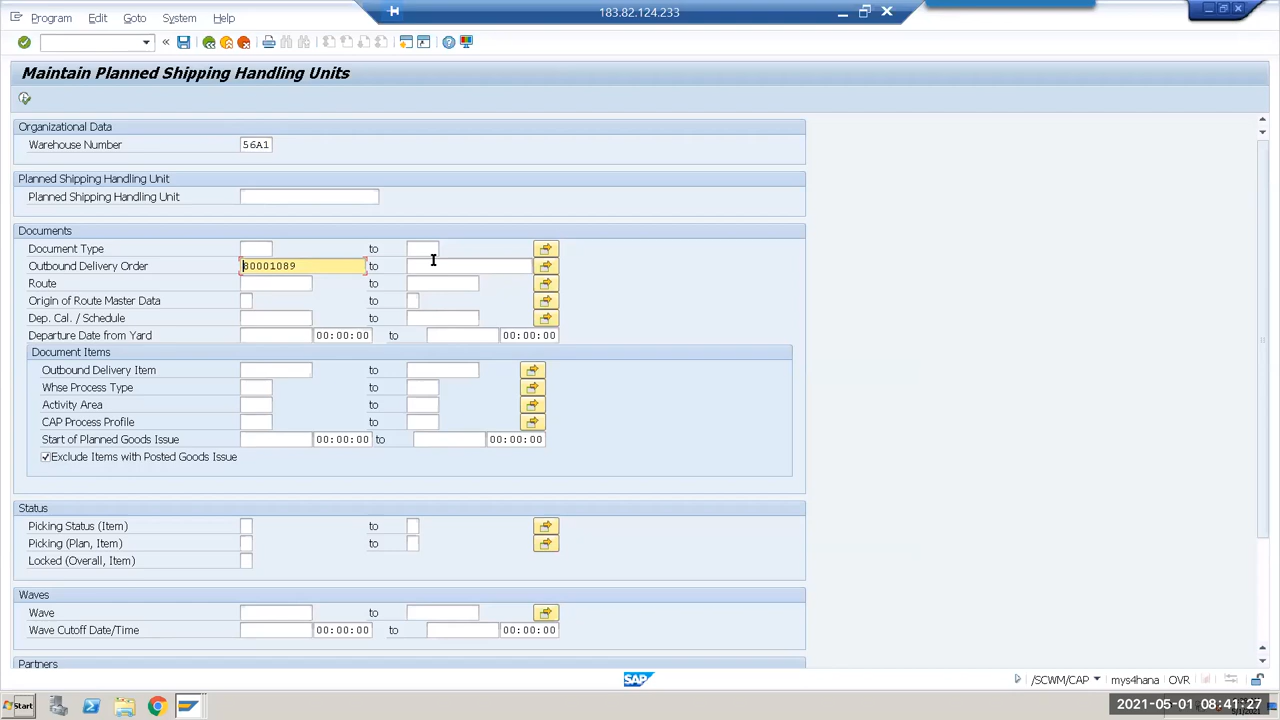 183.82.124.233
Program Edit Goto System Help
Maintain Planned Shipping Handling Units
Organizational Data
Warehouse Number 56A1
Planned Shipping Handling Unit
Planned Shipping Handling Unit
Documents
Document Type to
Outbound Delivery Order 80001089 to
Route to
Origin of Route Master Data to
Dep. Cal. / Schedule to
Departure Date from Yard 00:00:00 to 00:00:00
Document Items
Outbound Delivery Item to
Whse Process Type to
Activity Area to
CAP Process Profile to
Start of Planned Goods Issue 00:00:00 to 00:00:00
Exclude Items with Posted Goods Issue
Status
Picking Status (Item) to
Picking (Plan, Item) to
Locked (Overall, Item)
Waves
Wave to
Wave Cutoff Date/Time 00:00:00 to 00:00:00
Partners
SAP /SCWM/CAP mys4hana OVR
Start 2021-05-01 08:41:27